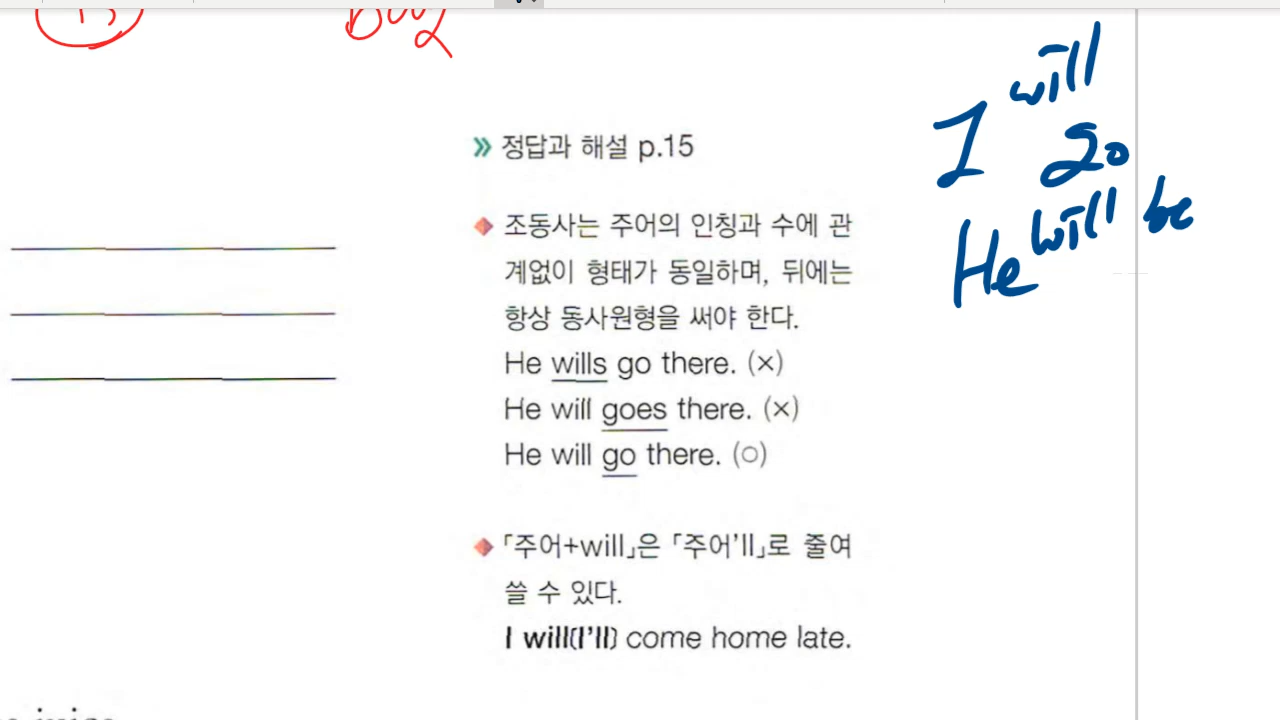 I will go
He will be
» 정답과 해설 p.15
조동사는 주어의 인칭과 수에 관
계없이 형태가 동일하며, 뒤에는
항상 동사원형을 써야 한다.
He wills go there. (×)
He will goes there. (×)
He will go there. (○)
「주어+will」은 「주어'll」로 줄여
쓸 수 있다.
I will(I'll) come home late.